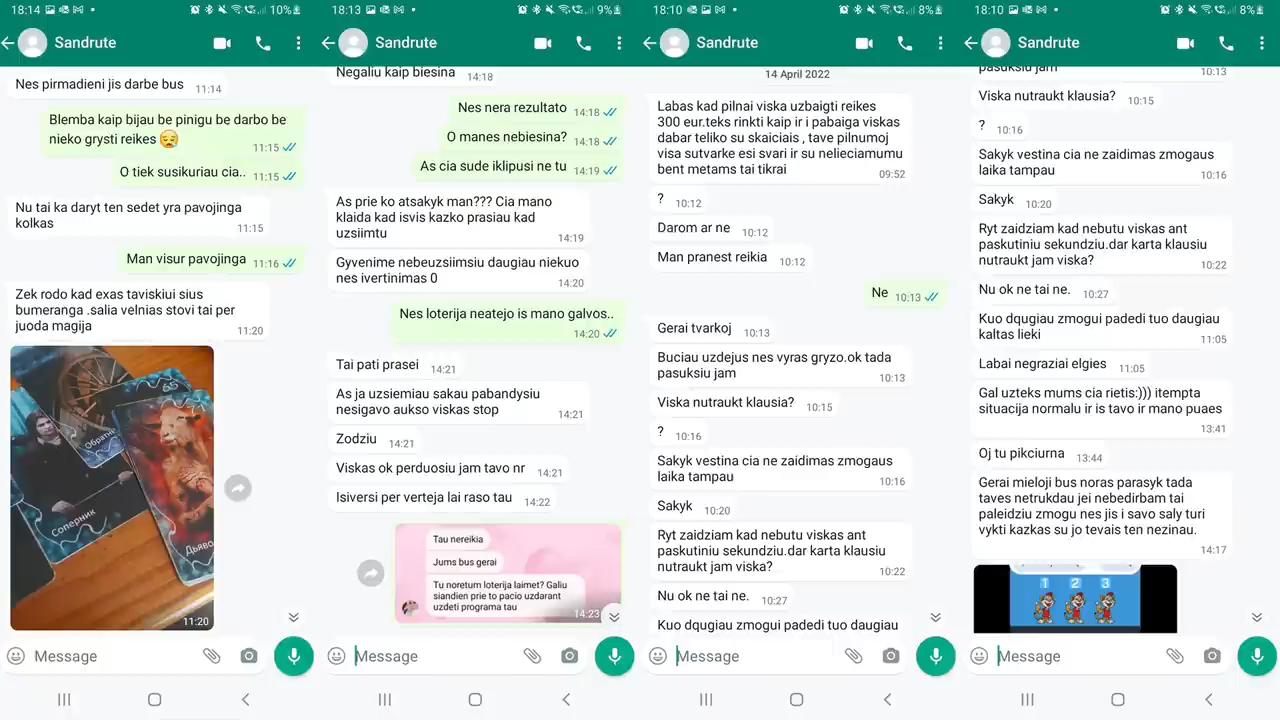 18:14
10%
Sandrute
Nes pirmadieni jis darbe bus
11:14
Blemba kaip bijau be pinigu be darbo be
nieko grysti reikes
11:15
O tiek susikuriau cia..
11:15
Nu tai ka daryt ten sedet yra pavojinga
kolkas
11:15
Man visur pavojinga
11:16
Zek rodo kad exas taviskiui sius
bumeranga .salia velnias stovi tai per
juoda magija
11:20
Обратн
Соперник
Дьяво
11:20
Message
18:13
9%
Sandrute
Negaliu kaip biesina
14:18
Nes nera rezultato
14:18
O manes nebiesina?
14:18
As cia sude iklipusi ne tu
14:19
As prie ko atsakyk man??? Cia mano
klaida kad isvis kazko prasiau kad
uzsiimtu
14:19
Gyvenime nebeuzsiimsiu daugiau niekuo
nes ivertinimas 0
14:20
Nes loterija neatejo is mano galvos..
14:20
Tai pati prasei
14:21
As ja uzsiemiau sakau pabandysiu
nesigavo aukso viskas stop
14:21
Zodziu
14:21
Viskas ok perduosiu jam tavo nr
14:21
Isiversi per verteja lai raso tau
14:22
Tau nereikia
Jums bus gerai
Tu noretum loterija laimet? Galiu
siandien prie to pacio uzdarant
uzdeti programa tau
14:23
Message
18:10
8%
Sandrute
14 April 2022
Labas kad pilnai viska uzbaigti reikes
300 eur.teks rinkti kaip ir i pabaiga viskas
dabar teliko su skaiciais , tave pilnumoj
visa sutvarke esi svari ir su nelieciamumu
bent metams tai tikrai
09:52
?
10:12
Darom ar ne
10:12
Man pranest reikia
10:12
Ne
10:13
Gerai tvarkoj
10:13
Buciau uzdejus nes vyras gryzo.ok tada
pasuksiu jam
10:13
Viska nutraukt klausia?
10:15
?
10:16
Sakyk vestina cia ne zaidimas zmogaus
laika tampau
10:16
Sakyk
10:20
Ryt zaidziam kad nebutu viskas ant
paskutiniu sekundziu.dar karta klausiu
nutraukt jam viska?
10:22
Nu ok ne tai ne.
10:27
Kuo dqugiau zmogui padedi tuo daugiau
Message
18:10
8%
Sandrute
pasuksiu jam
10:13
Viska nutraukt klausia?
10:15
?
10:16
Sakyk vestina cia ne zaidimas zmogaus
laika tampau
10:16
Sakyk
10:20
Ryt zaidziam kad nebutu viskas ant
paskutiniu sekundziu.dar karta klausiu
nutraukt jam viska?
10:22
Nu ok ne tai ne.
10:27
Kuo dqugiau zmogui padedi tuo daugiau
kaltas lieki
11:05
Labai negraziai elgies
11:05
Gal uzteks mums cia rietis:))) itempta
situacija normalu ir is tavo ir mano puaes
13:41
Oj tu pikciurna
13:44
Gerai mieloji bus noras parasyk tada
taves netrukdau jei nebedirbam tai
paleidziu zmogu nes jis i savo saly turi
vykti kazkas su jo tevais ten nezinau.
14:17
1 2 3
Message